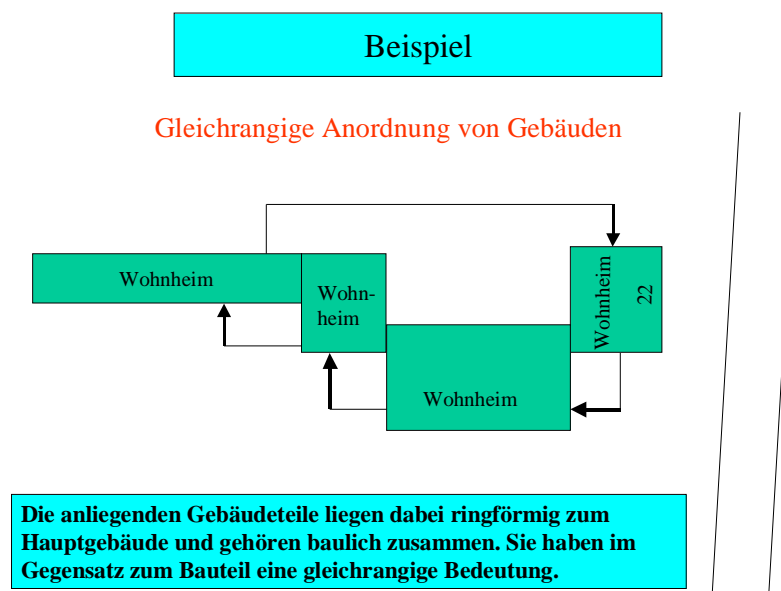 Beispiel
Gleichrangige Anordnung von Gebäuden
Wohnheim
Wohn-
heim
Wohnheim
Wohnheim
22
Die anliegenden Gebäudeteile liegen dabei ringförmig zum
Hauptgebäude und gehören baulich zusammen. Sie haben im
Gegensatz zum Bauteil eine gleichrangige Bedeutung.